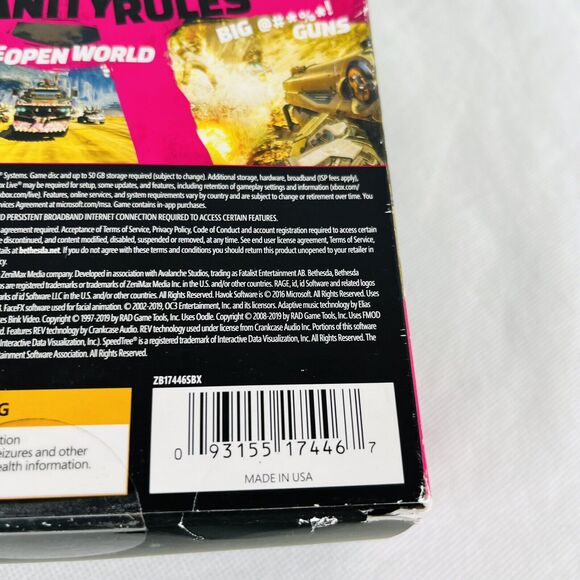 ANITY RULES
OPEN WORLD
BIG @#*%*!
GUNS
Systems. Game disc and up to 50 GB storage required (subject to change). Additional storage, hardware, broadband (ISP fees apply),
ox Live® may be required for setup, some updates, and features, including retention of gameplay settings and information (xbox.com/
xbox.com/live). Features, online services, and system requirements vary by country and are subject to change or retirement over time. You
rvices Agreement at microsoft.com/msa. Game contains in-app purchases.
ND PERSISTENT BROADBAND INTERNET CONNECTION REQUIRED TO ACCESS CERTAIN FEATURES.
agreement required. Acceptance of Terms of Service, Privacy Policy, Code of Conduct and account registration required to access certain
e discontinued, and content modified, disabled, suspended or removed, at any time. See end user license agreement, Terms of Service,
tails at bethesda.net. If you do not agree with these terms and conditions you should return this product unused in accordance with your retailer's
cy.
ZeniMax Media company. Developed in association with Avalanche Studios, trading as Fatalist Entertainment AB. Bethesda, Bethesda
are registered trademarks or trademarks of ZeniMax Media Inc. in the U.S. and/or other countries. RAGE, id, id Software and related logos
rks of id Software LLC in the U.S. and/or other countries. All Rights Reserved. Havok Software is © 2016 Microsoft. All Rights Reserved. Uses
B. FaceFX software used for facial animation. © 2002-2019, OC3 Entertainment, Inc. and its licensors. Adaptive music technology by Elias
es Bink Video. Copyright © 1997-2019 by RAD Game Tools, Inc. Uses Oodle. Copyright © 2008-2019 by RAD Game Tools, Inc. Uses FMOD
. Features REV technology by Crankcase Audio. REV technology used under license from Crankcase Audio Inc. Portions of this software
(Interactive Data Visualization, Inc.). SpeedTree® is a registered trademark of Interactive Data Visualization, Inc. All Rights Reserved. The
tainment Software Association. All Rights Reserved.
ZB17446SBX
G
tion
eizures and other
ealth information.
0 93155 17446 7
MADE IN USA